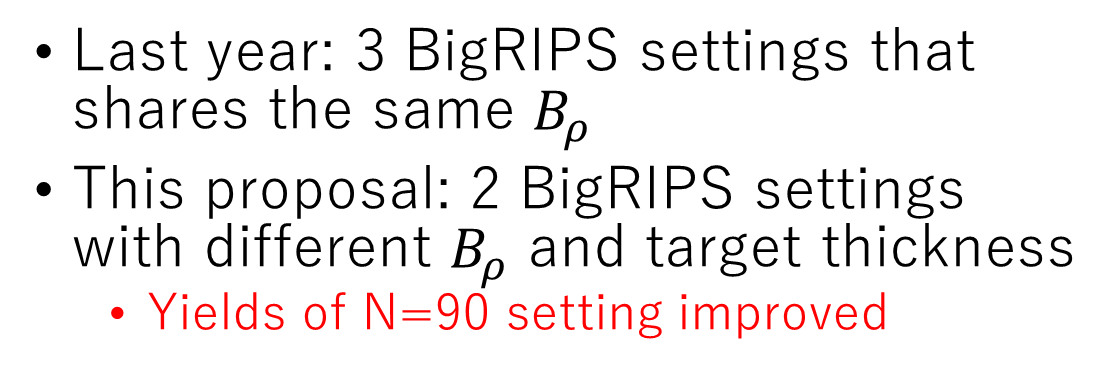 • Last year: 3 BigRIPS settings that
shares the same Bρ
• This proposal: 2 BigRIPS settings
with different Bρ and target thickness
• Yields of N=90 setting improved